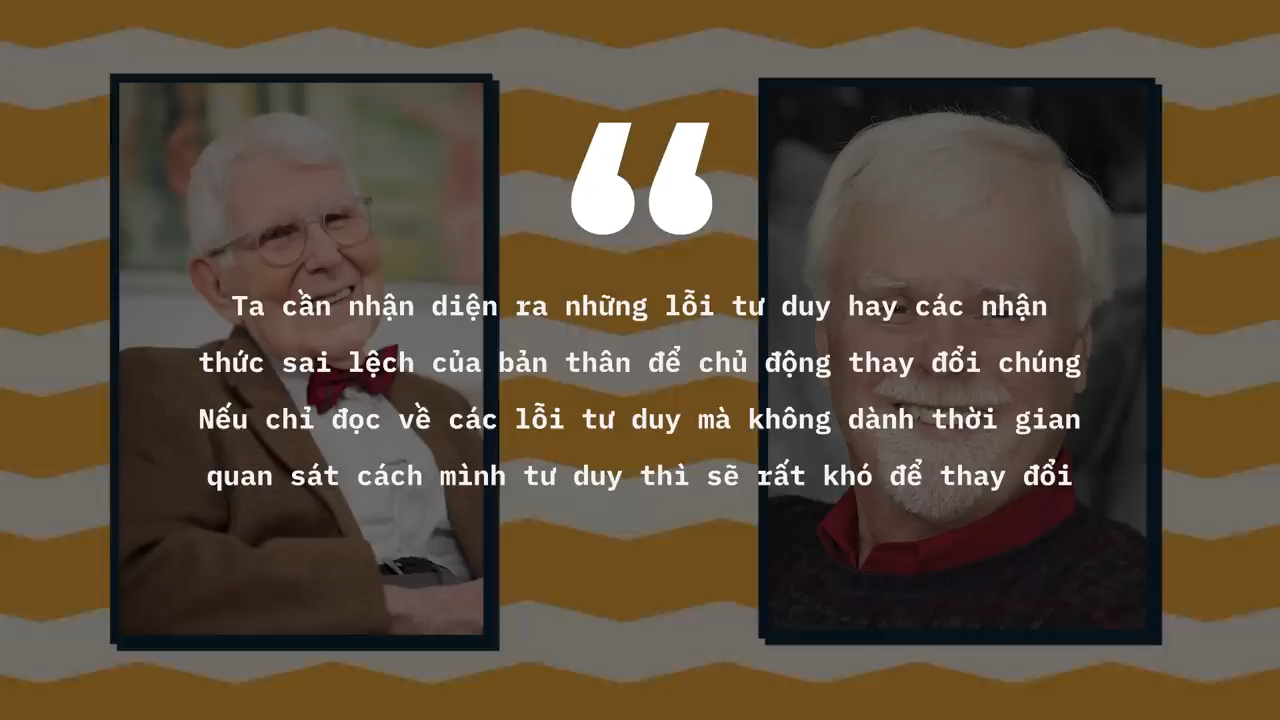 Ta cần nhận diện ra những lỗi tư duy hay các nhận
thức sai lệch của bản thân để chủ động thay đổi chúng
Nếu chỉ đọc về các lỗi tư duy mà không dành thời gian
quan sát cách mình tư duy thì sẽ rất khó để thay đổi